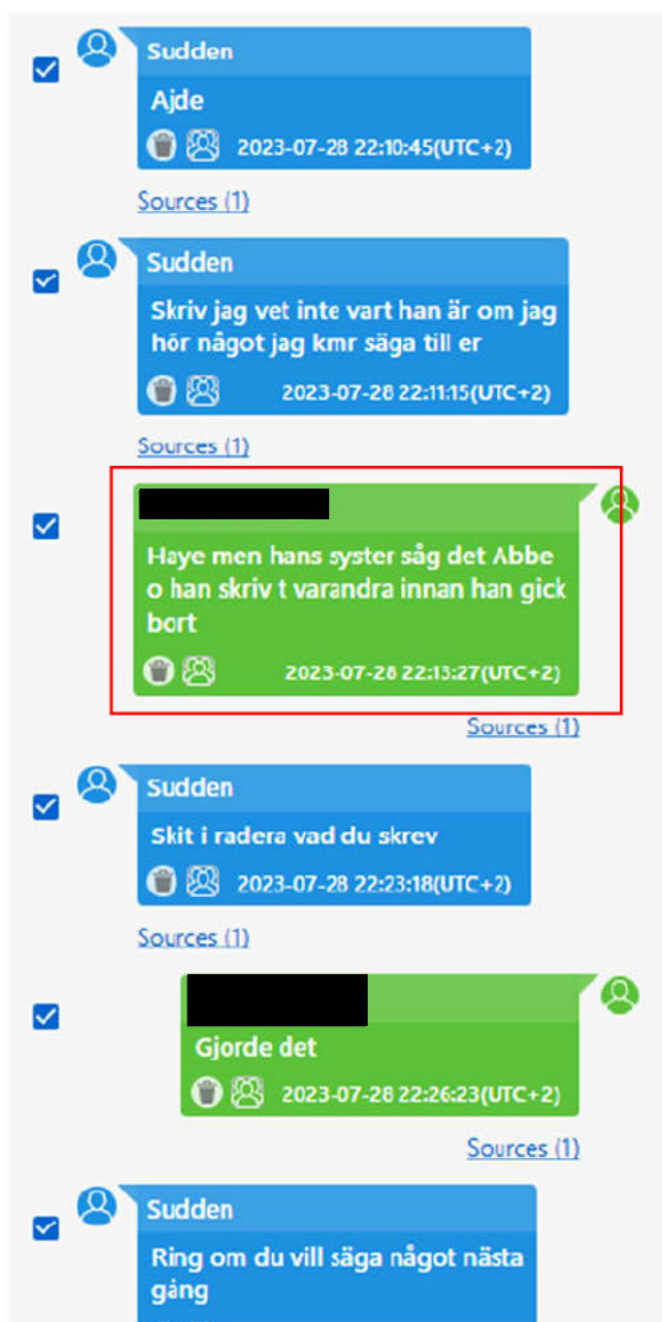 Sudden
Ajde
2023-07-28 22:10:45(UTC+2)
Sources (1)
Sudden
Skriv jag vet inte vart han är om jag
hör något jag kmr säga till er
2023-07-28 22:11:15(UTC+2)
Sources (1)
Haye men hans syster såg det Abbe
o han skriv t varandra innan han gick
bort
2023-07-28 22:13:27(UTC+2)
Sources (1)
Sudden
Skit i radera vad du skrev
2023-07-28 22:23:18(UTC+2)
Sources (1)
Gjorde det
2023-07-28 22:26:23(UTC+2)
Sources (1)
Sudden
Ring om du vill säga något nästa
gång